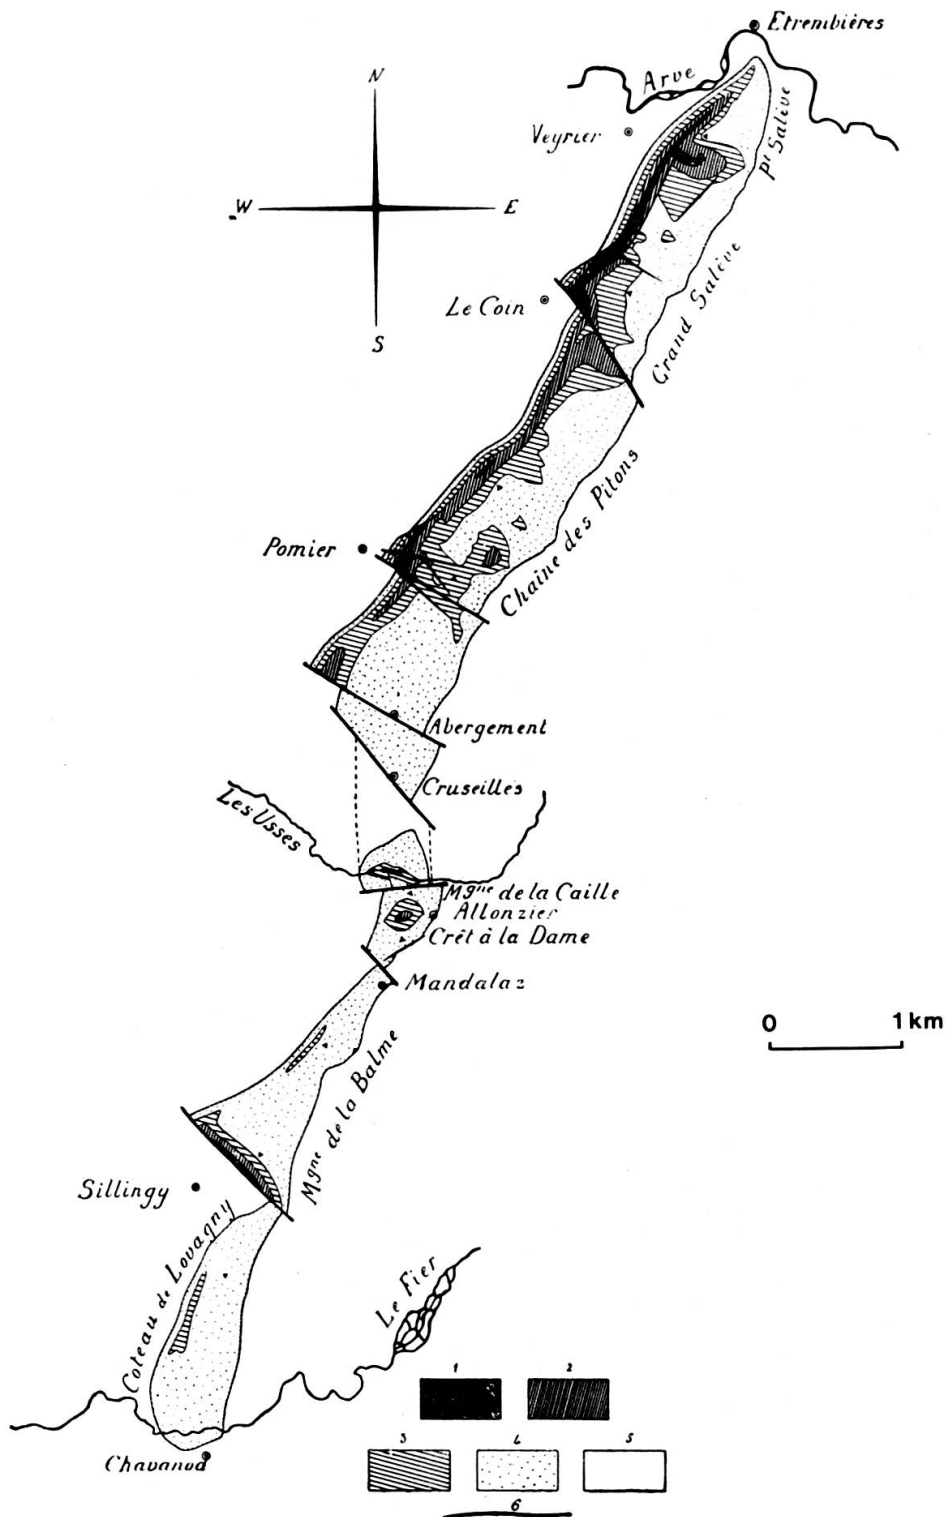 Etrembières
N
Arve
Veyrier
Pt Salève
W
E
Le Coin
S
Grand Salève
Chaîne des Pitons
Pomier
Abergement
Cruseilles
Les Usses
Mgne de la Caille
Allonzier
Crêt à la Dame
Mandalaz
0 1 km
Mgne de la Balme
Sillingy
Coteau de Lovagny
Le Fier
1 2
3 4 5
Chavanod
6